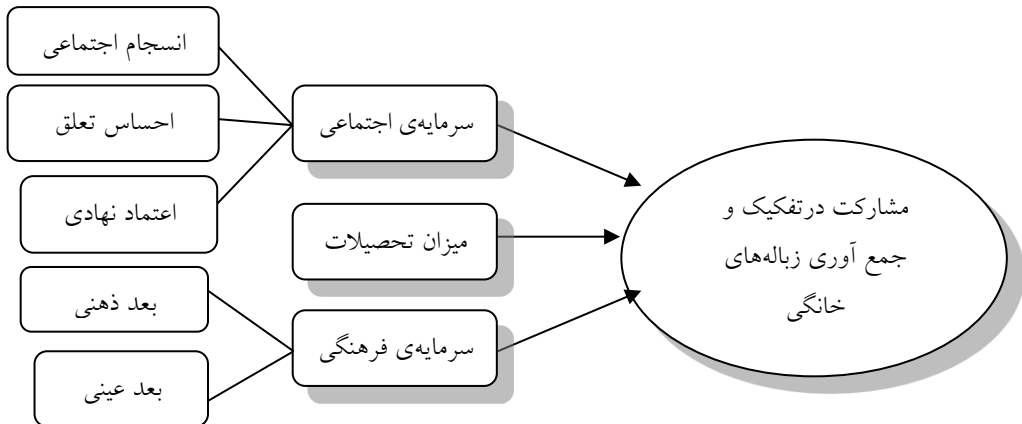 انسجام اجتماعی
احساس تعلق
اعتماد نهادی
بعد ذهنی
بعد عینی
سرمایه‌ی اجتماعی
میزان تحصیلات
سرمایه‌ی فرهنگی
مشارکت درتفکیک و
جمع آوری زباله‌های
خانگی